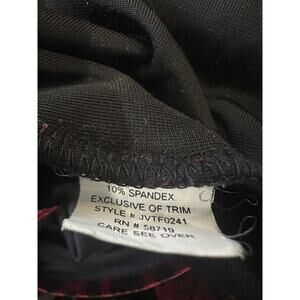 10% SPANDEX
EXCLUSIVE OF TRIM
STYLE # JVTF0241
RN # 58719
CARE SEE OVER